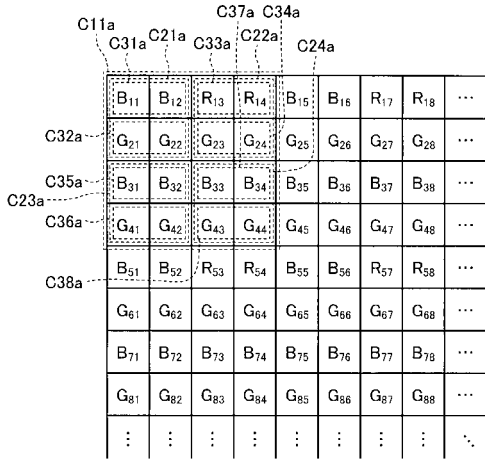 C37a C34a
C11a C21a
C31a C33a C22a C24a
B11 B12 R13 R14 B15 B16 R17 R18 ...
C32a G21 G22 G23 G24 G25 G26 G27 G28 ...
C35a
C23a B31 B32 B33 B34 B35 B36 B37 B38 ...
C36a G41 G42 G43 G44 G45 G46 G47 G48 ...
B51 B52 R53 R54 B55 B56 R57 R58 ...
C38a
G61 G62 G63 G64 G65 G66 G67 G68 ...
B71 B72 B73 B74 B75 B76 B77 B78 ...
G81 G82 G83 G84 G85 G86 G87 G88 ...
⋮ ⋮ ⋮ ⋮ ⋮ ⋮ ⋮ ⋮ ⋱